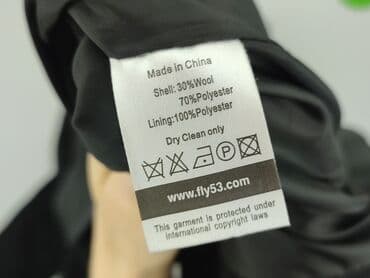 Made in China
Shell: 30%Wool
70%Polyester
Lining:100%Polyester
Dry Clean only
P
www.fly53.com
This garment is protected under
international copyright laws